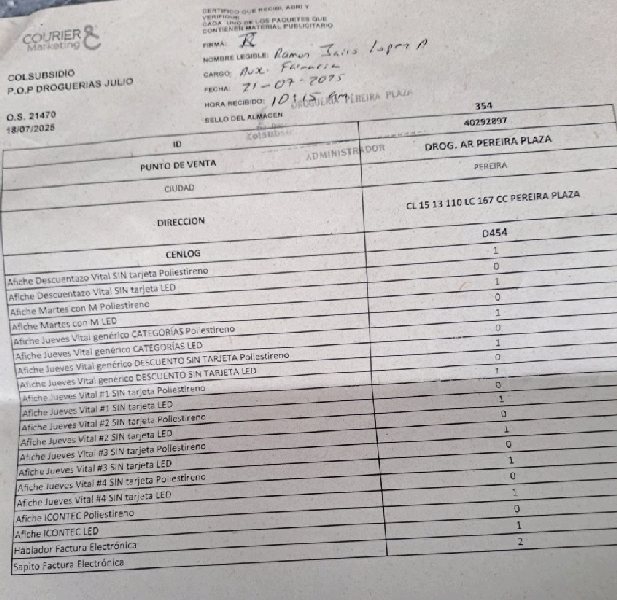 COURIER
Marketing
CERTIFICO QUE RECIBI, ABRI Y
VERIFIQUE
CADA UNO DE LOS PAQUETES QUE
CONTIENEN MATERIAL PUBLICITARIO
FIRMA:
NOMBRE LEGIBLE: Ramon Lopez A
CARGO: Aux. Farmacia
FECHA: 21-07-2025
HORA RECIBIDO: 10:15 Am
SELLO DEL ALMACEN
DROGUERIA PEREIRA PLAZA
Colsubsidio
ADMINISTRADOR
COLSUBSIDIO
P.O.P DROGUERIAS JULIO
O.S. 21470
18/07/2025
354
ID 40292897
PUNTO DE VENTA DROG. AR PEREIRA PLAZA
CIUDAD PEREIRA
DIRECCION CL 15 13 110 LC 167 CC PEREIRA PLAZA
CENLOG D454
Afiche Descuentazo Vital SIN tarjeta Poliestireno 1
Afiche Descuentazo Vital SIN tarjeta LED 0
Afiche Martes con M Poliestireno 1
Afiche Martes con M LED 0
Afiche Jueves Vital genérico CATEGORÍAS Poliestireno 1
Afiche Jueves Vital genérico CATEGORÍAS LED 0
Afiche Jueves Vital genérico DESCUENTO SIN TARJETA Poliestireno 1
Afiche Jueves Vital genérico DESCUENTO SIN TARJETA LED 0
Afiche Jueves Vital #1 SIN tarjeta Poliestireno 1
Afiche Jueves Vital #1 SIN tarjeta LED 0
Afiche Jueves Vital #2 SIN tarjeta Poliestireno 1
Afiche Jueves Vital #2 SIN tarjeta LED 0
Afiche Jueves Vital #3 SIN tarjeta Poliestireno 1
Afiche Jueves Vital #3 SIN tarjeta LED 0
Afiche Jueves Vital #4 SIN tarjeta Poliestireno 1
Afiche Jueves Vital #4 SIN tarjeta LED 0
Afiche ICONTEC Poliestireno 1
Afiche ICONTEC LED 0
Hablador Factura Electrónica 1
Sapito Factura Electrónica 2